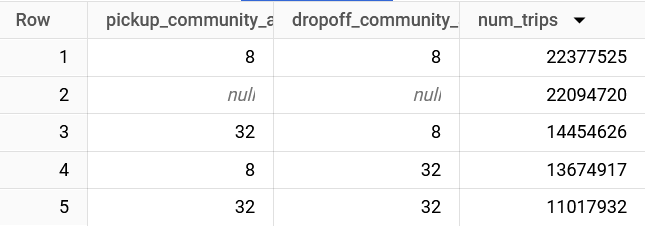 Row pickup_community_a dropoff_community_ num_trips
1 8 8 22377525
2 null null 22094720
3 32 8 14454626
4 8 32 13674917
5 32 32 11017932